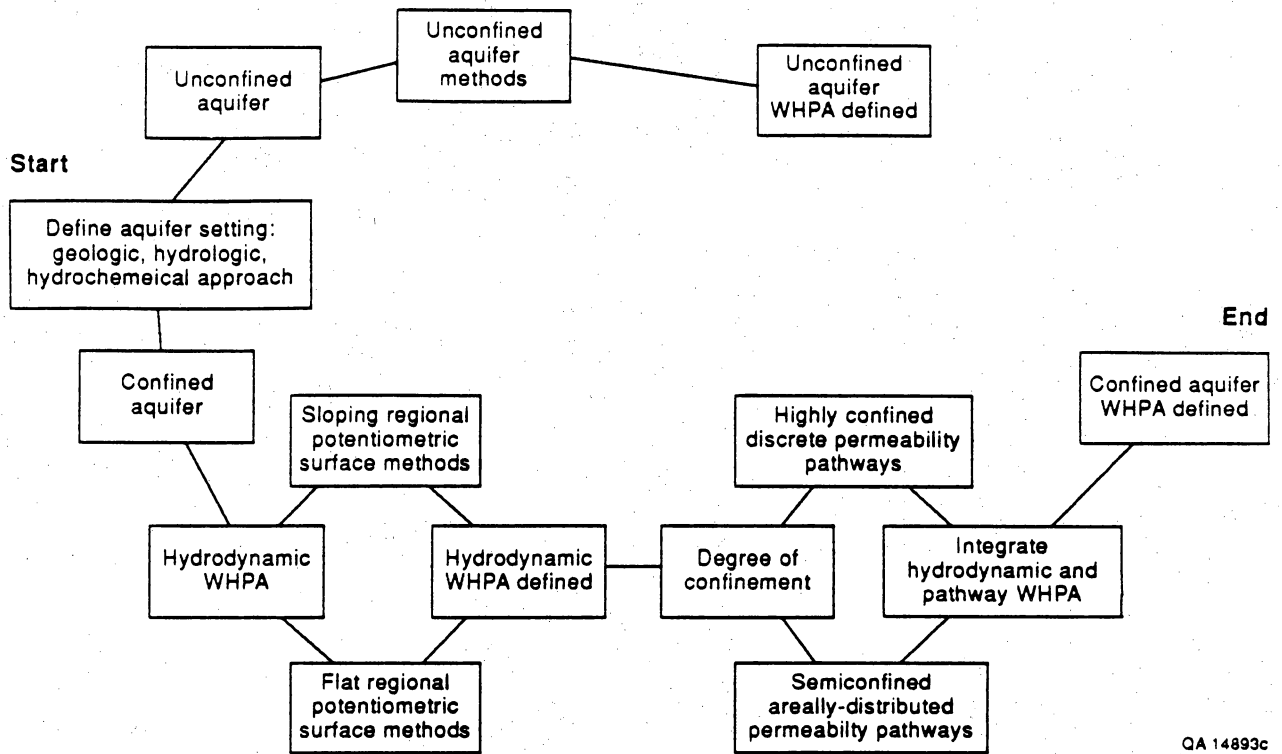 Unconfined
aquifer
methods
Unconfined
aquifer
Unconfined
aquifer
WHPA defined
Start
Define aquifer setting:
geologic, hydrologic,
hydrochemeical approach
End
Confined
aquifer
Sloping regional
potentiometric
surface methods
Highly confined
discrete permeability
pathways
Confined aquifer
WHPA defined
Hydrodynamic
WHPA
Hydrodynamic
WHPA defined
Degree of
confinement
Integrate
hydrodynamic and
pathway WHPA
Flat regional
potentiometric
surface methods
Semiconfined
areally-distributed
permeabilty pathways
QA 14893c